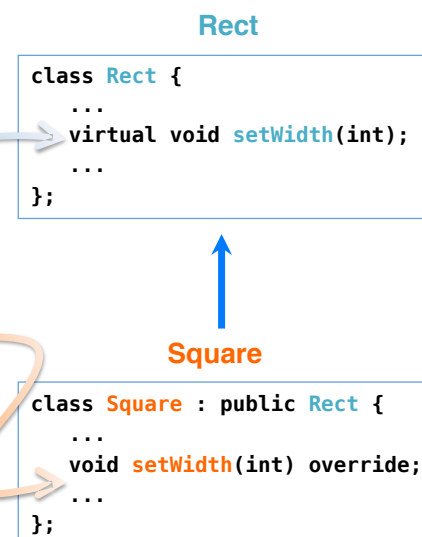 Rect
class Rect {
...
virtual void setWidth(int);
...
};
Square
class Square : public Rect {
...
void setWidth(int) override;
...
};